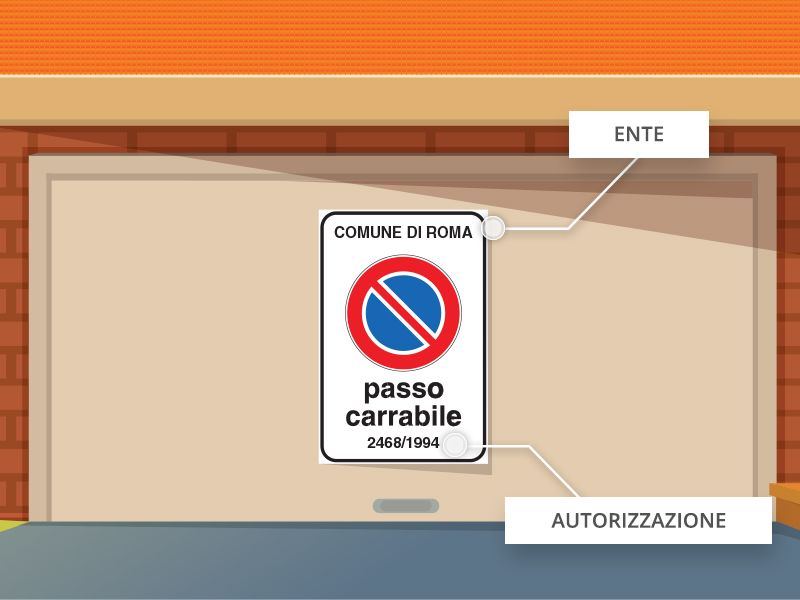 ENTE
COMUNE DI ROMA
passo
carrabile
2468/1994
AUTORIZZAZIONE